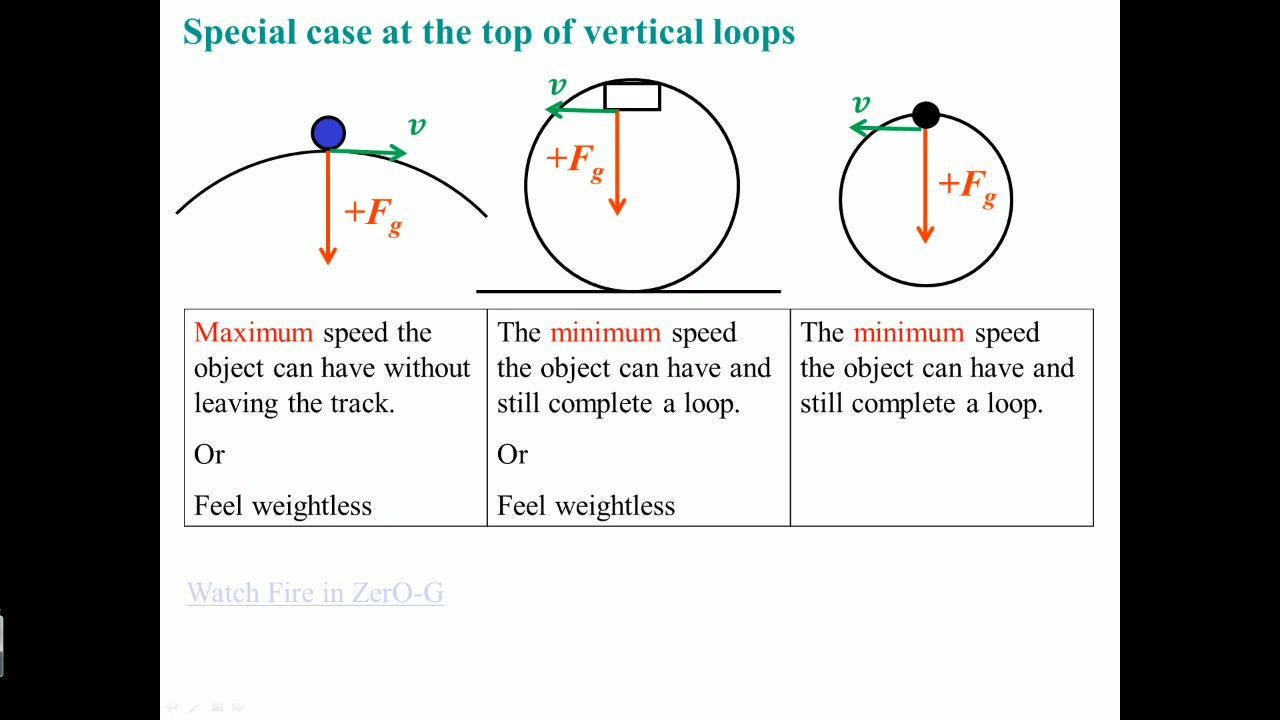 Special case at the top of vertical loops
v
+Fg
v
+Fg
v
+Fg
Maximum speed the
object can have without
leaving the track.
Or
Feel weightless
The minimum speed
the object can have and
still complete a loop.
Or
Feel weightless
The minimum speed
the object can have and
still complete a loop.
Watch Fire in ZerO-G